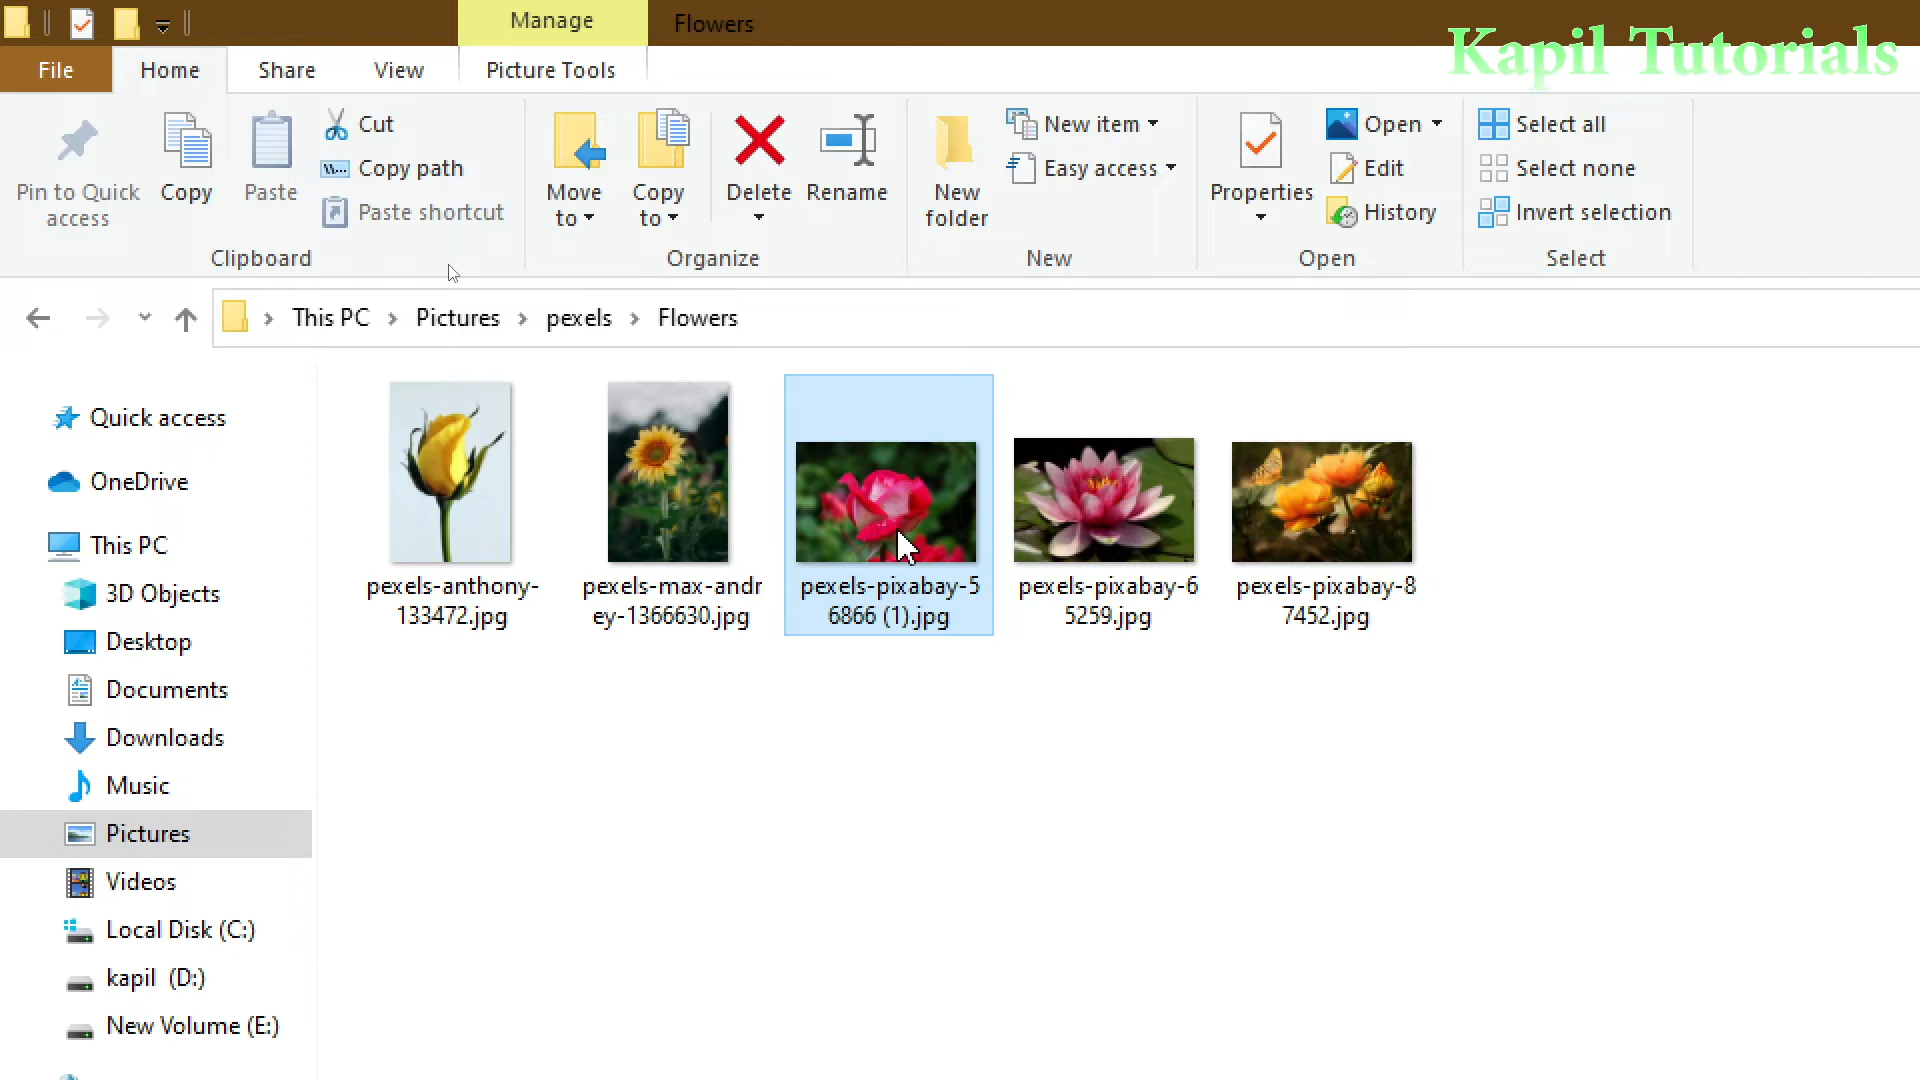 Manage
Flowers
Kapil Tutorials
File
Home
Share
View
Picture Tools
Pin to Quick
access
Copy
Paste
Cut
Copy path
Paste shortcut
Clipboard
Move
to
Copy
to
Delete
Rename
Organize
New
folder
New item
Easy access
New
Properties
Open
Edit
History
Open
Select all
Select none
Invert selection
Select
This PC > Pictures > pexels > Flowers
Quick access
OneDrive
This PC
3D Objects
Desktop
Documents
Downloads
Music
Pictures
Videos
Local Disk (C:)
kapil (D:)
New Volume (E:)
pexels-anthony-
133472.jpg
pexels-max-andr
ey-1366630.jpg
pexels-pixabay-5
6866 (1).jpg
pexels-pixabay-6
5259.jpg
pexels-pixabay-8
7452.jpg